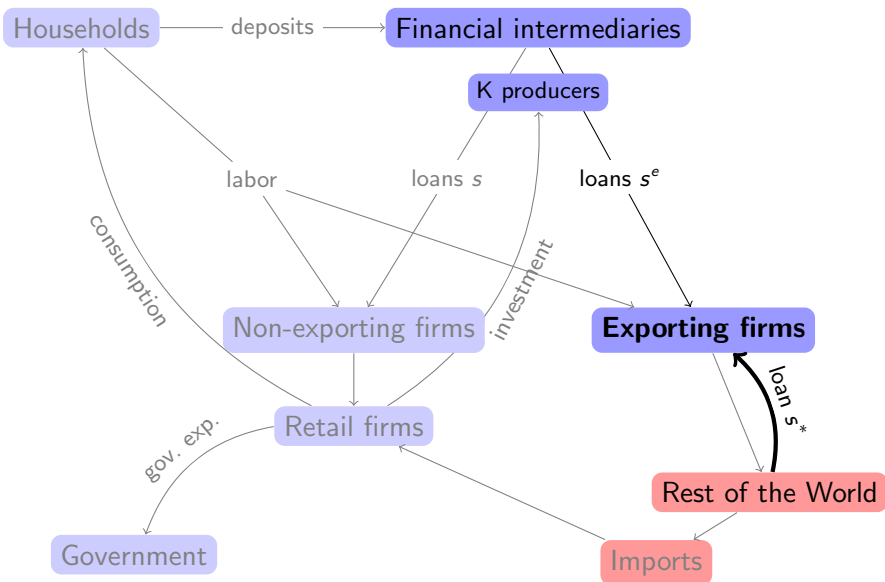 Households
deposits
Financial intermediaries
K producers
labor
loans s
loans s^e
consumption
investment
Non-exporting firms
Exporting firms
loan s*
Retail firms
gov. exp.
Rest of the World
Government
Imports